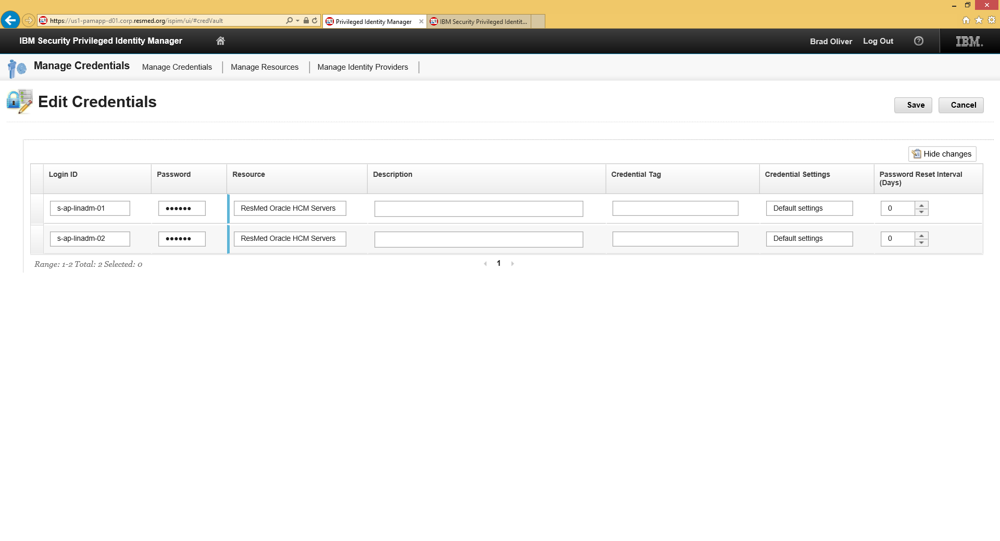 https://us1-pamapp-d01.corp.resmed.org/ispim/ui/#credVault
Privileged Identity Manager
IBM Security Privileged Identit...
IBM Security Privileged Identity Manager
Brad Oliver
Log Out
?
IBM.
Manage Credentials
Manage Credentials
Manage Resources
Manage Identity Providers
Edit Credentials
Save
Cancel
Hide changes
Login ID
Password
Resource
Description
Credential Tag
Credential Settings
Password Reset Interval
(Days)
s-ap-linadm-01
••••••
ResMed Oracle HCM Servers
Default settings
0
s-ap-linadm-02
••••••
ResMed Oracle HCM Servers
Default settings
0
Range: 1-2 Total: 2 Selected: 0
1